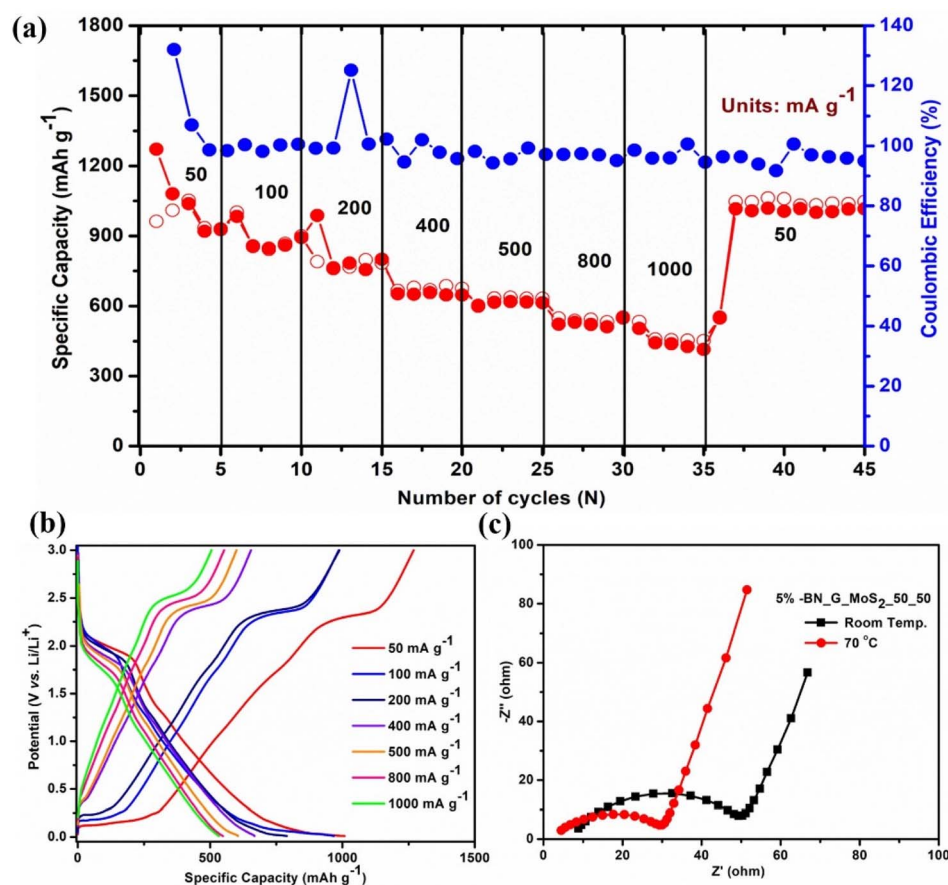 (a)
1800
1500
1200
900
600
300
0
Specific Capacity (mAh g⁻¹)
0 5 10 15 20 25 30 35 40 45
Number of cycles (N)
140
120
100
80
60
40
20
0
Coulombic Efficiency (%)
Units: mA g⁻¹
50
100
200
400
500
800
1000
50
(b)
3.0
2.5
2.0
1.5
1.0
0.5
0.0
Potential (V vs. Li/Li⁺)
50 mA g⁻¹
100 mA g⁻¹
200 mA g⁻¹
400 mA g⁻¹
500 mA g⁻¹
800 mA g⁻¹
1000 mA g⁻¹
0 500 1000 1500
Specific Capacity (mAh g⁻¹)
(c)
100
80
60
40
20
0
-Z'' (ohm)
5% -BN_G_MoS₂_50_50
Room Temp.
70 °C
0 20 40 60 80 100
Z' (ohm)